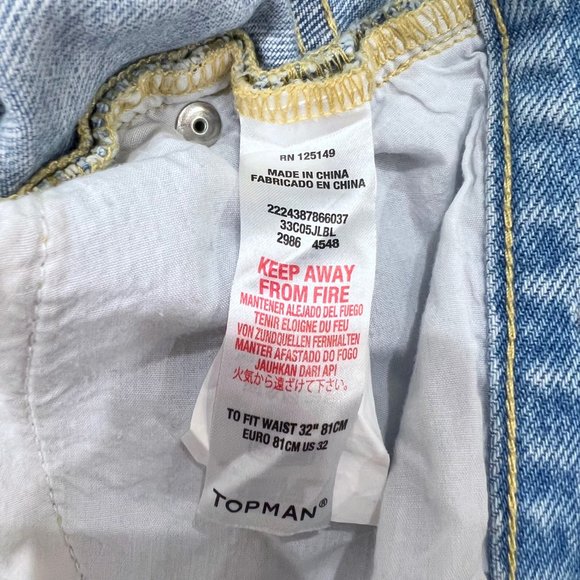 RN 125149
MADE IN CHINA
FABRICADO EN CHINA
2224387866037
33C05JLBL
2986 4548
KEEP AWAY
FROM FIRE
MANTENER ALEJADO DEL FUEGO
TENIR ELOIGNE DU FEU
VON ZUNDQUELLEN FERNHALTEN
MANTER AFASTADO DO FOGO
JAUHKAN DARI API
火気から遠ざけて下さい。
TO FIT WAIST 32" 81CM
EURO 81CM US 32
TOPMAN®